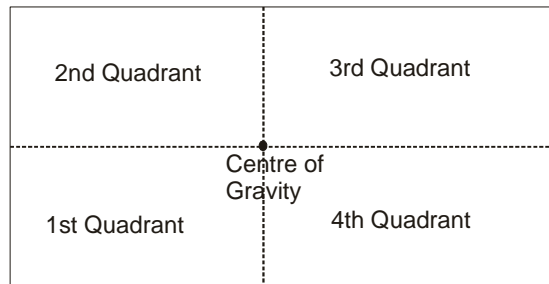 2nd Quadrant
3rd Quadrant
Centre of
Gravity
1st Quadrant
4th Quadrant